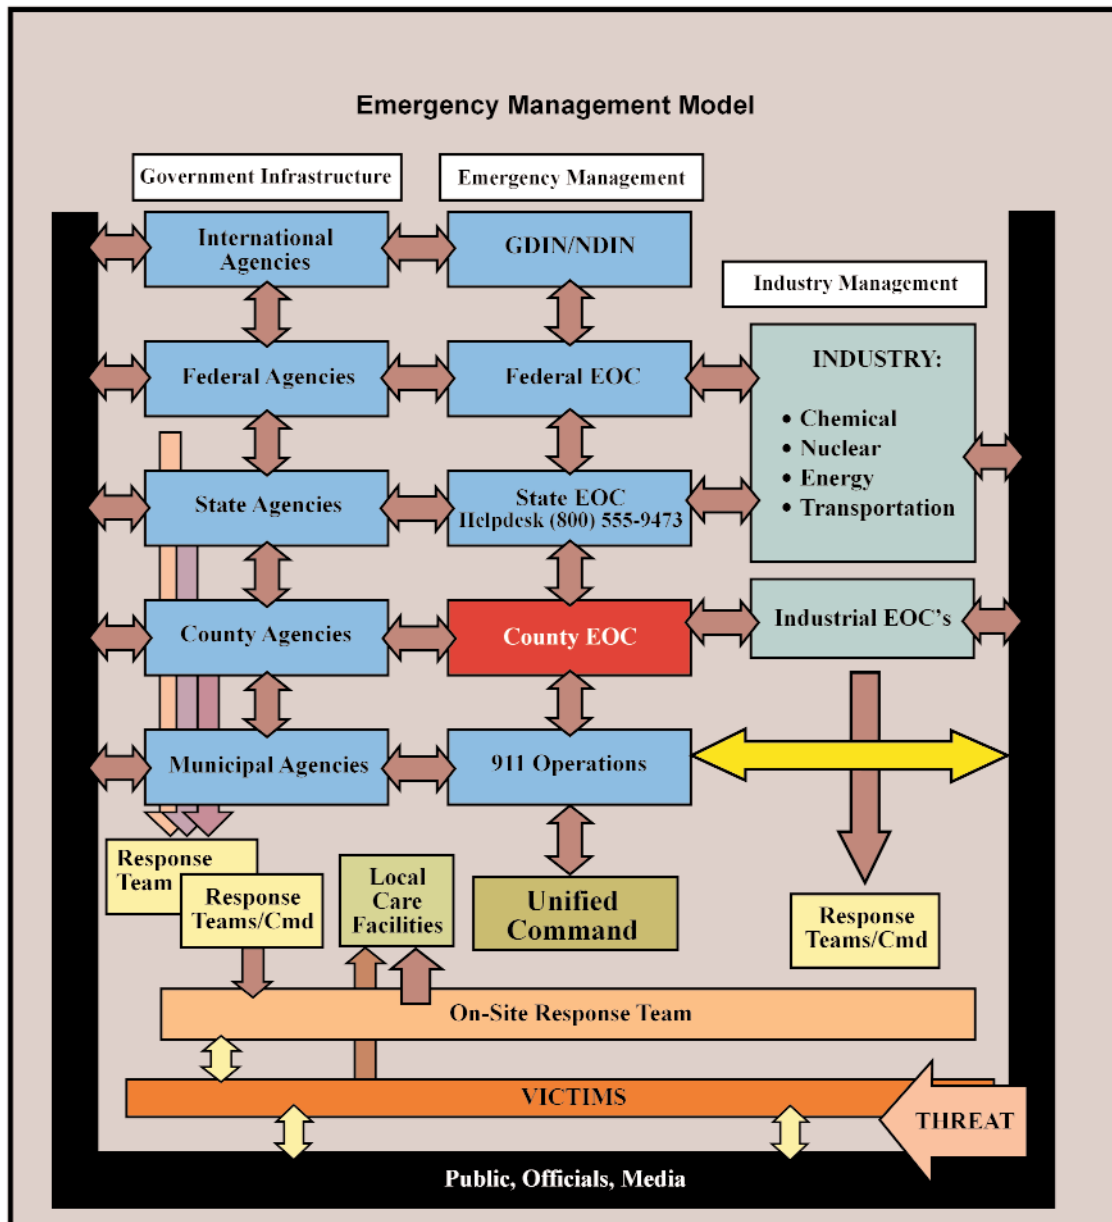 Emergency Management Model
Government Infrastructure
Emergency Management
International
Agencies
GDIN/NDIN
Industry Management
Federal Agencies
Federal EOC
INDUSTRY:
• Chemical
• Nuclear
• Energy
• Transportation
State Agencies
State EOC
Helpdesk (800) 555-9473
County Agencies
County EOC
Industrial EOC's
Municipal Agencies
911 Operations
Response
Team
Response
Teams/Cmd
Local
Care
Facilities
Unified
Command
Response
Teams/Cmd
On-Site Response Team
VICTIMS
THREAT
Public, Officials, Media